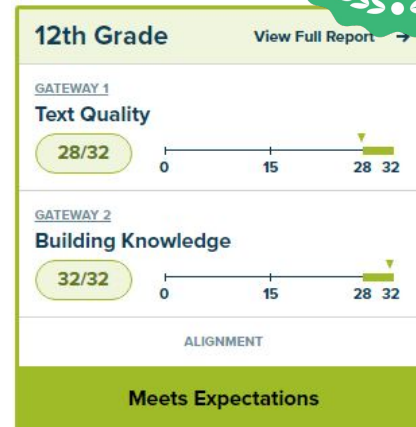 12th Grade View Full Report →
GATEWAY 1
Text Quality
28/32
0 15 28 32
GATEWAY 2
Building Knowledge
32/32
0 15 28 32
ALIGNMENT
Meets Expectations